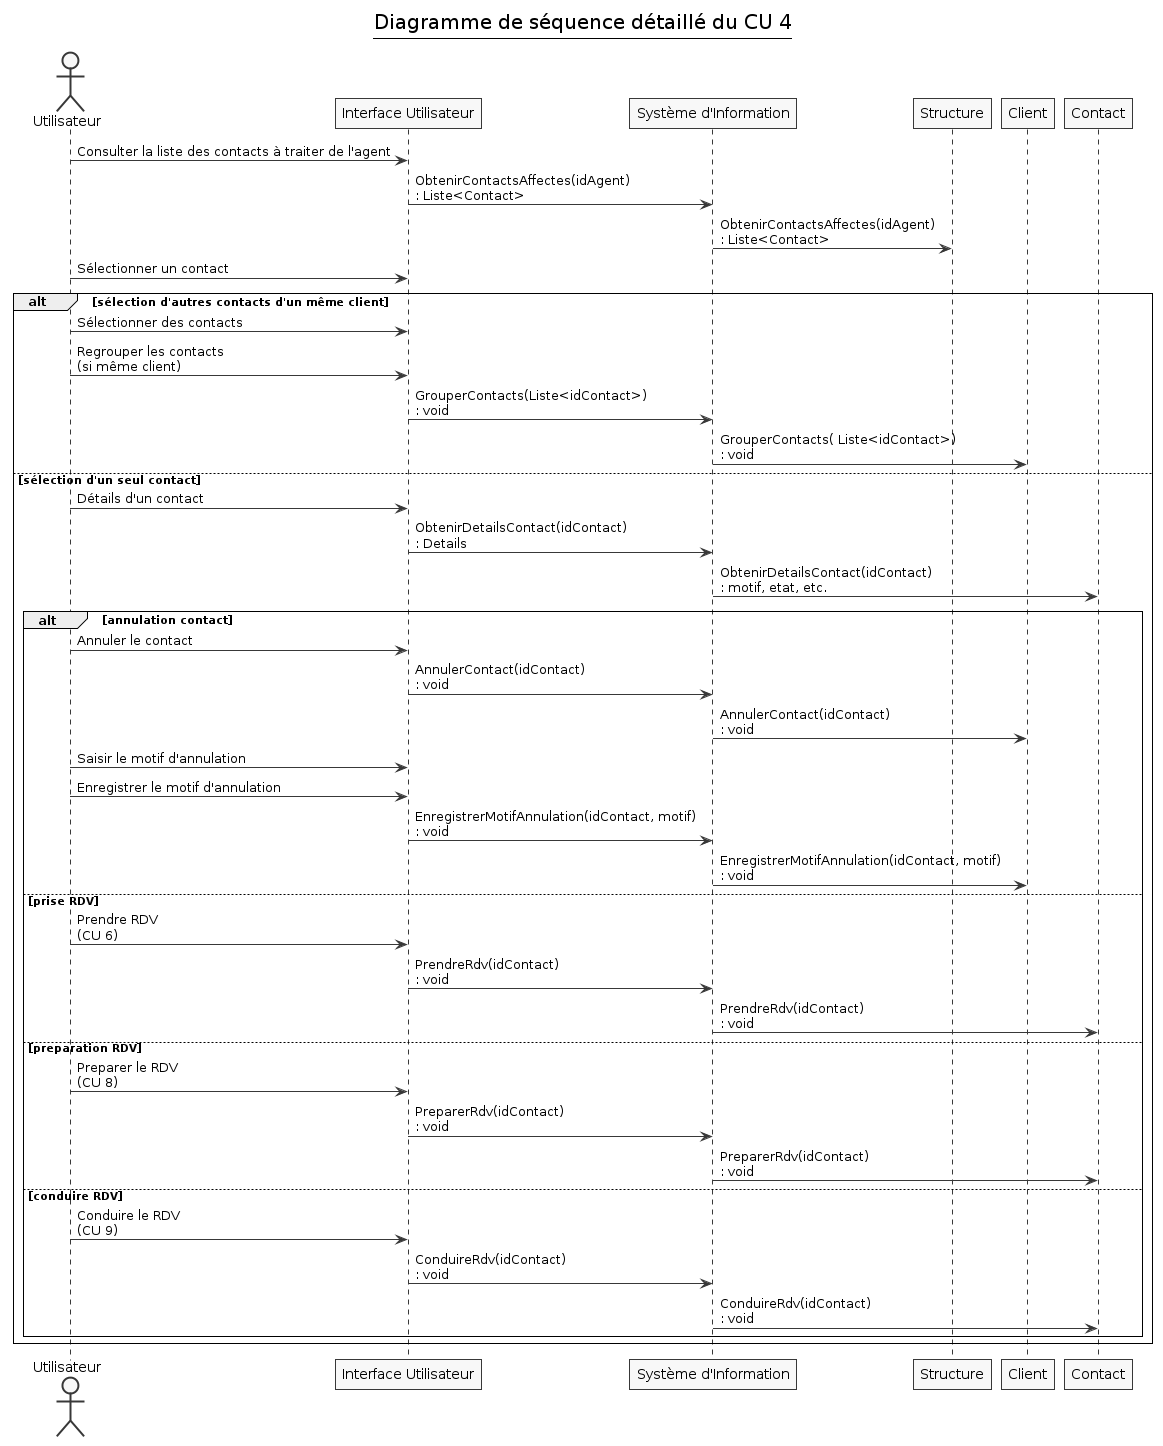 Diagramme de séquence détaillé du CU 4
Utilisateur
Interface Utilisateur
Système d'Information
Structure
Client
Contact
Consulter la liste des contacts à traiter de l'agent
ObtenirContactsAffectes(idAgent)
: Liste<Contact>
ObtenirContactsAffectes(idAgent)
: Liste<Contact>
Sélectionner un contact
alt
[sélection d'autres contacts d'un même client]
Sélectionner des contacts
Regrouper les contacts
(si même client)
GrouperContacts(Liste<idContact>)
: void
GrouperContacts( Liste<idContact>)
: void
[sélection d'un seul contact]
Détails d'un contact
ObtenirDetailsContact(idContact)
: Details
ObtenirDetailsContact(idContact)
: motif, etat, etc.
alt
[annulation contact]
Annuler le contact
AnnulerContact(idContact)
: void
AnnulerContact(idContact)
: void
Saisir le motif d'annulation
Enregistrer le motif d'annulation
EnregistrerMotifAnnulation(idContact, motif)
: void
EnregistrerMotifAnnulation(idContact, motif)
: void
[prise RDV]
Prendre RDV
(CU 6)
PrendreRdv(idContact)
: void
PrendreRdv(idContact)
: void
[preparation RDV]
Preparer le RDV
(CU 8)
PreparerRdv(idContact)
: void
PreparerRdv(idContact)
: void
[conduire RDV]
Conduire le RDV
(CU 9)
ConduireRdv(idContact)
: void
ConduireRdv(idContact)
: void
Utilisateur
Interface Utilisateur
Système d'Information
Structure
Client
Contact